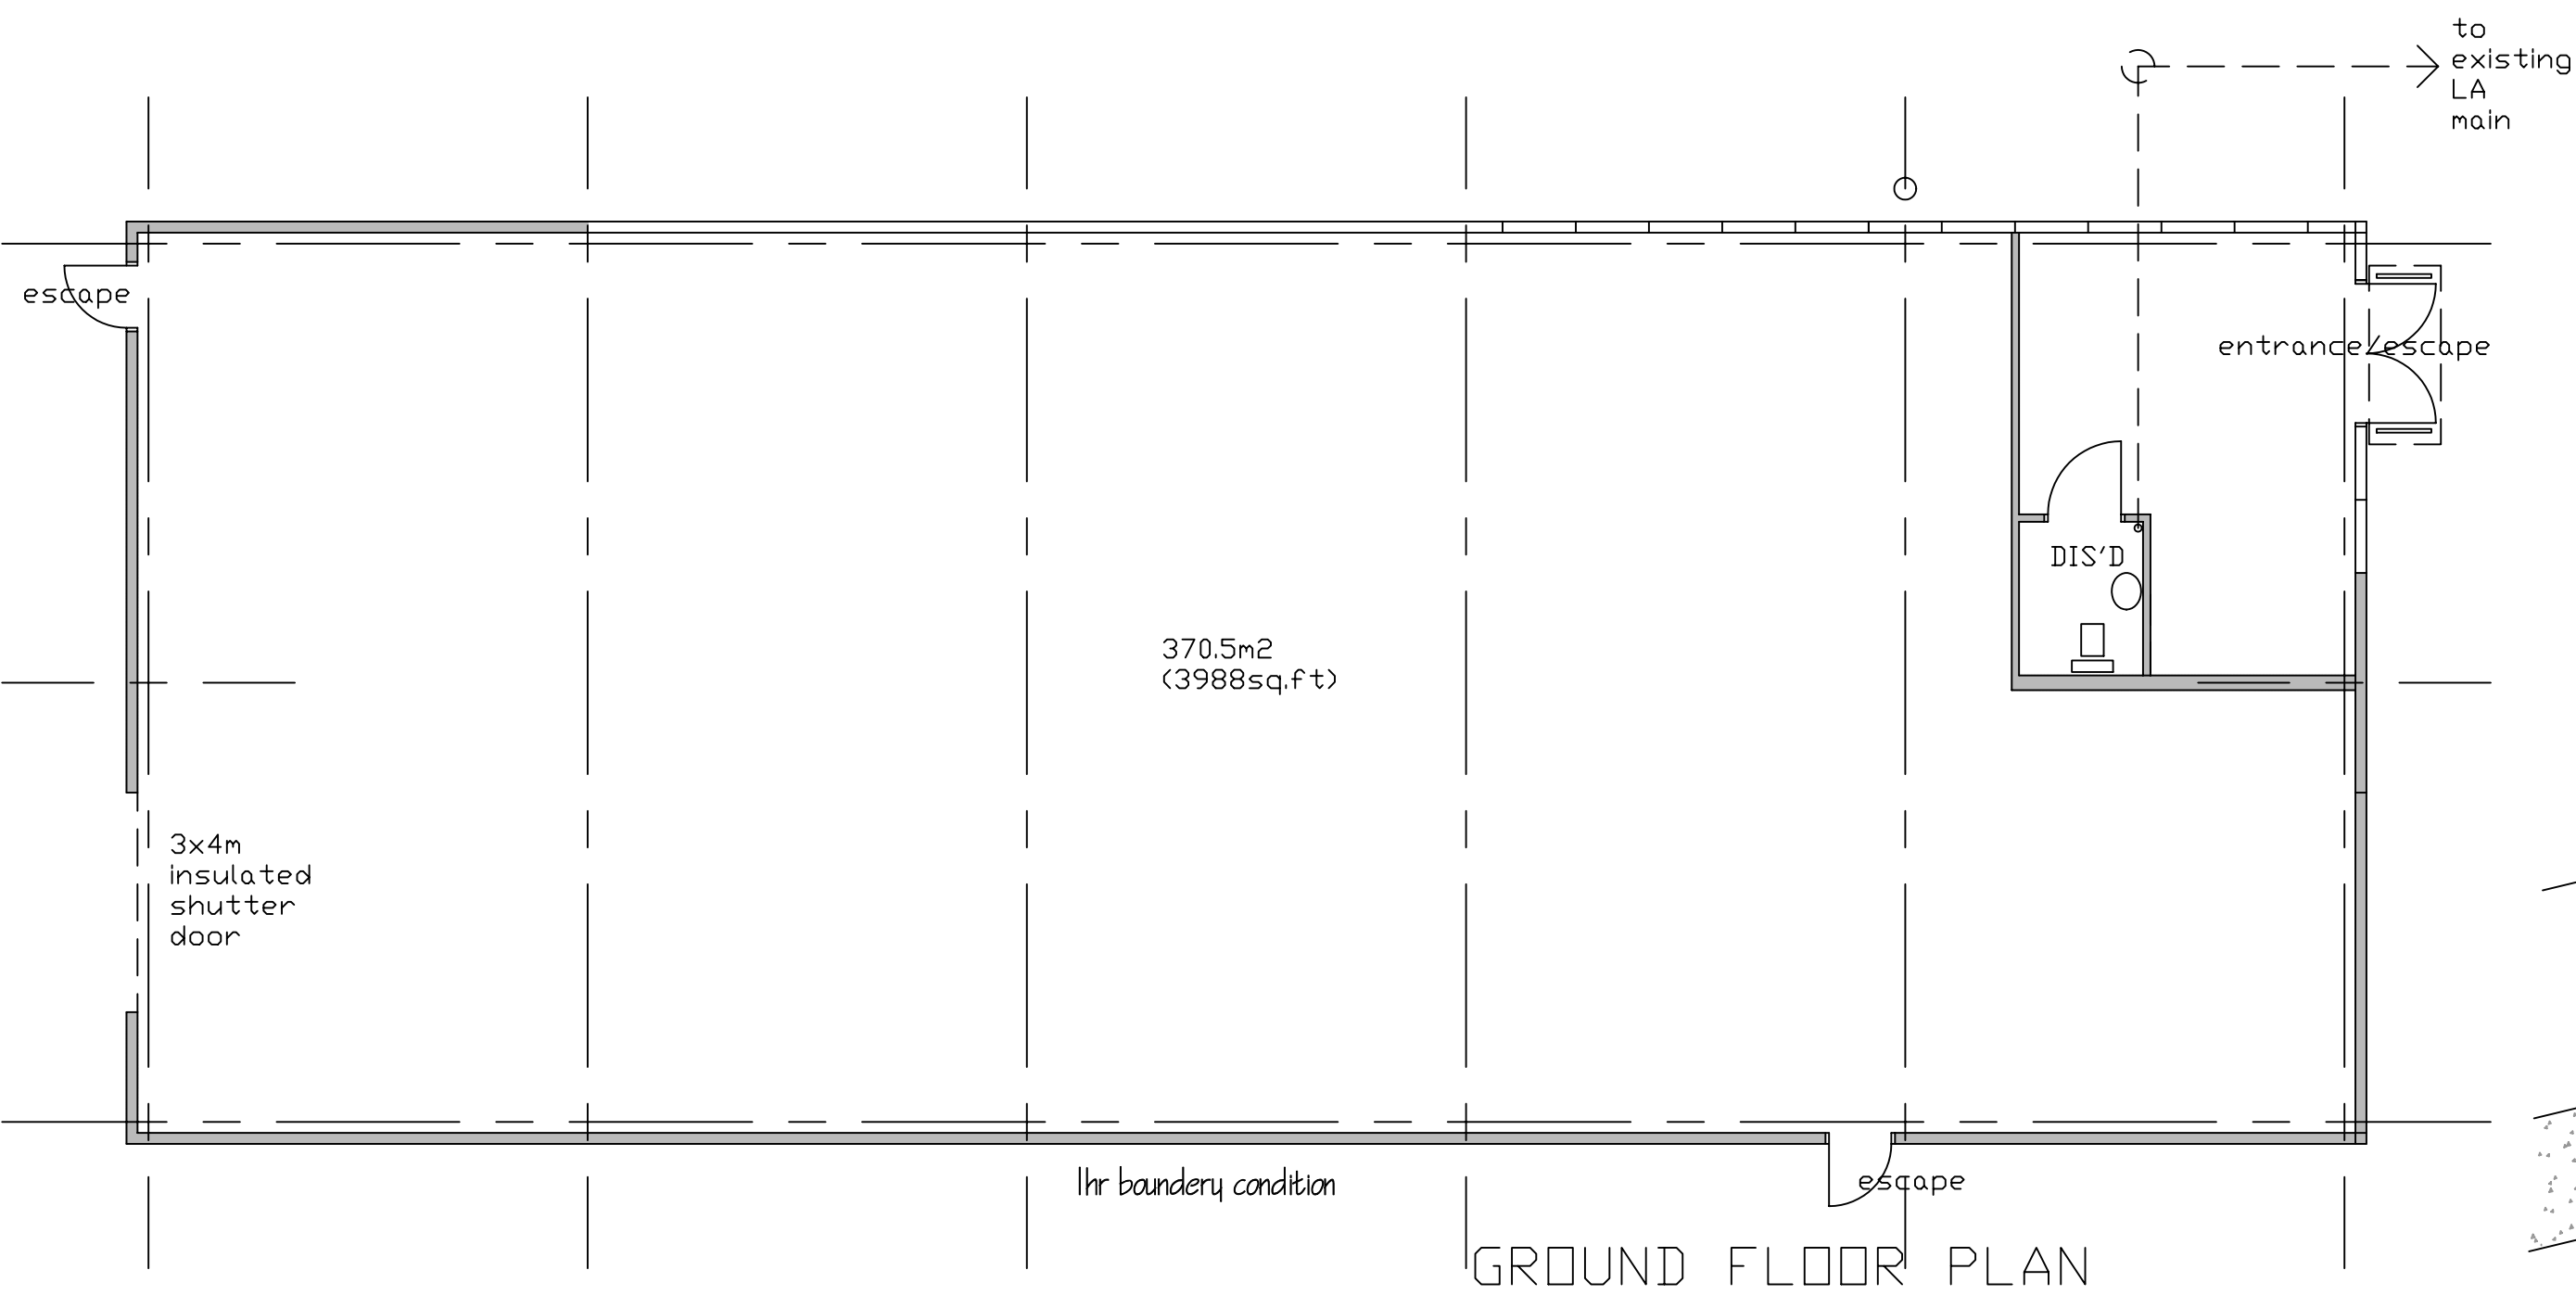 to
existing
LA
main
escape
entrance/escape
DIS'D
370.5m2
(3988sq.ft)
3x4m
insulated
shutter
door
1hr boundery condition
escape
GROUND FLOOR PLAN